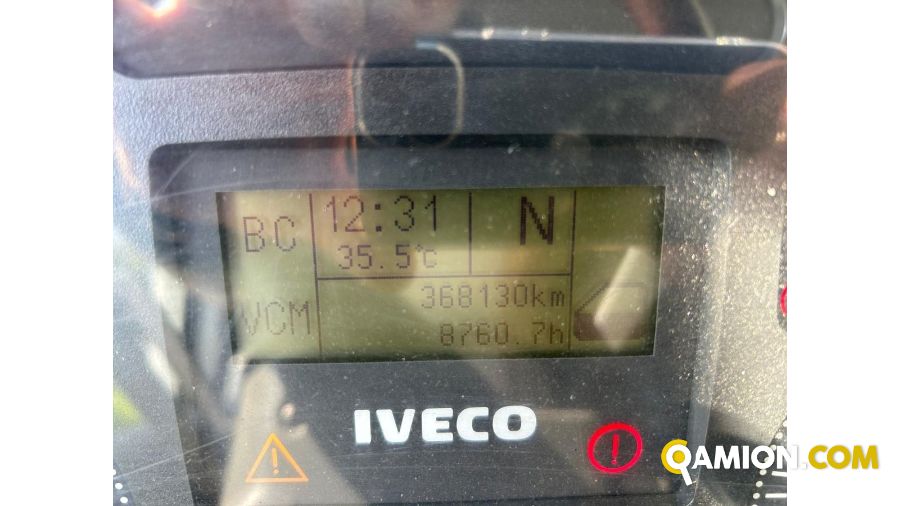 BC
12:31
N
35.5°C
368130km
VCM
8760.7h
IVECO
QAMION.COM